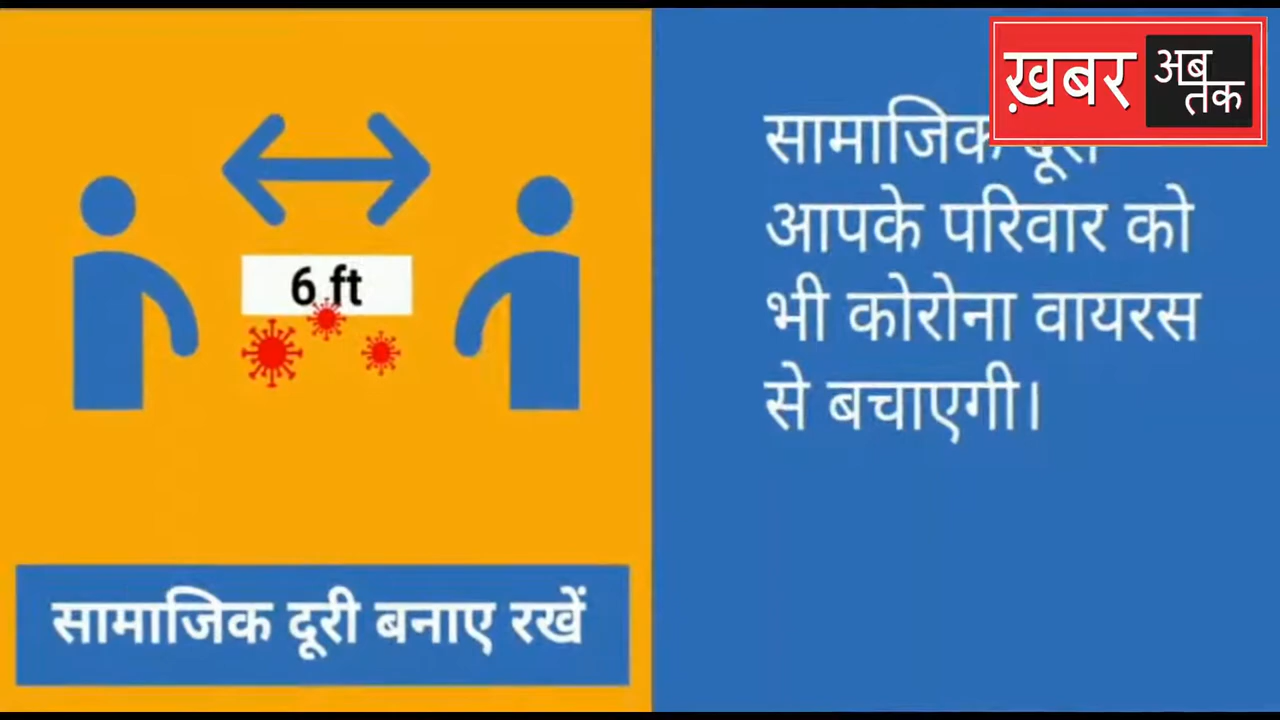 6 ft
सामाजिक दूरी बनाए रखें
ख़बर अब तक
सामाजिक दूरी
आपके परिवार को
भी कोरोना वायरस
से बचाएगी।